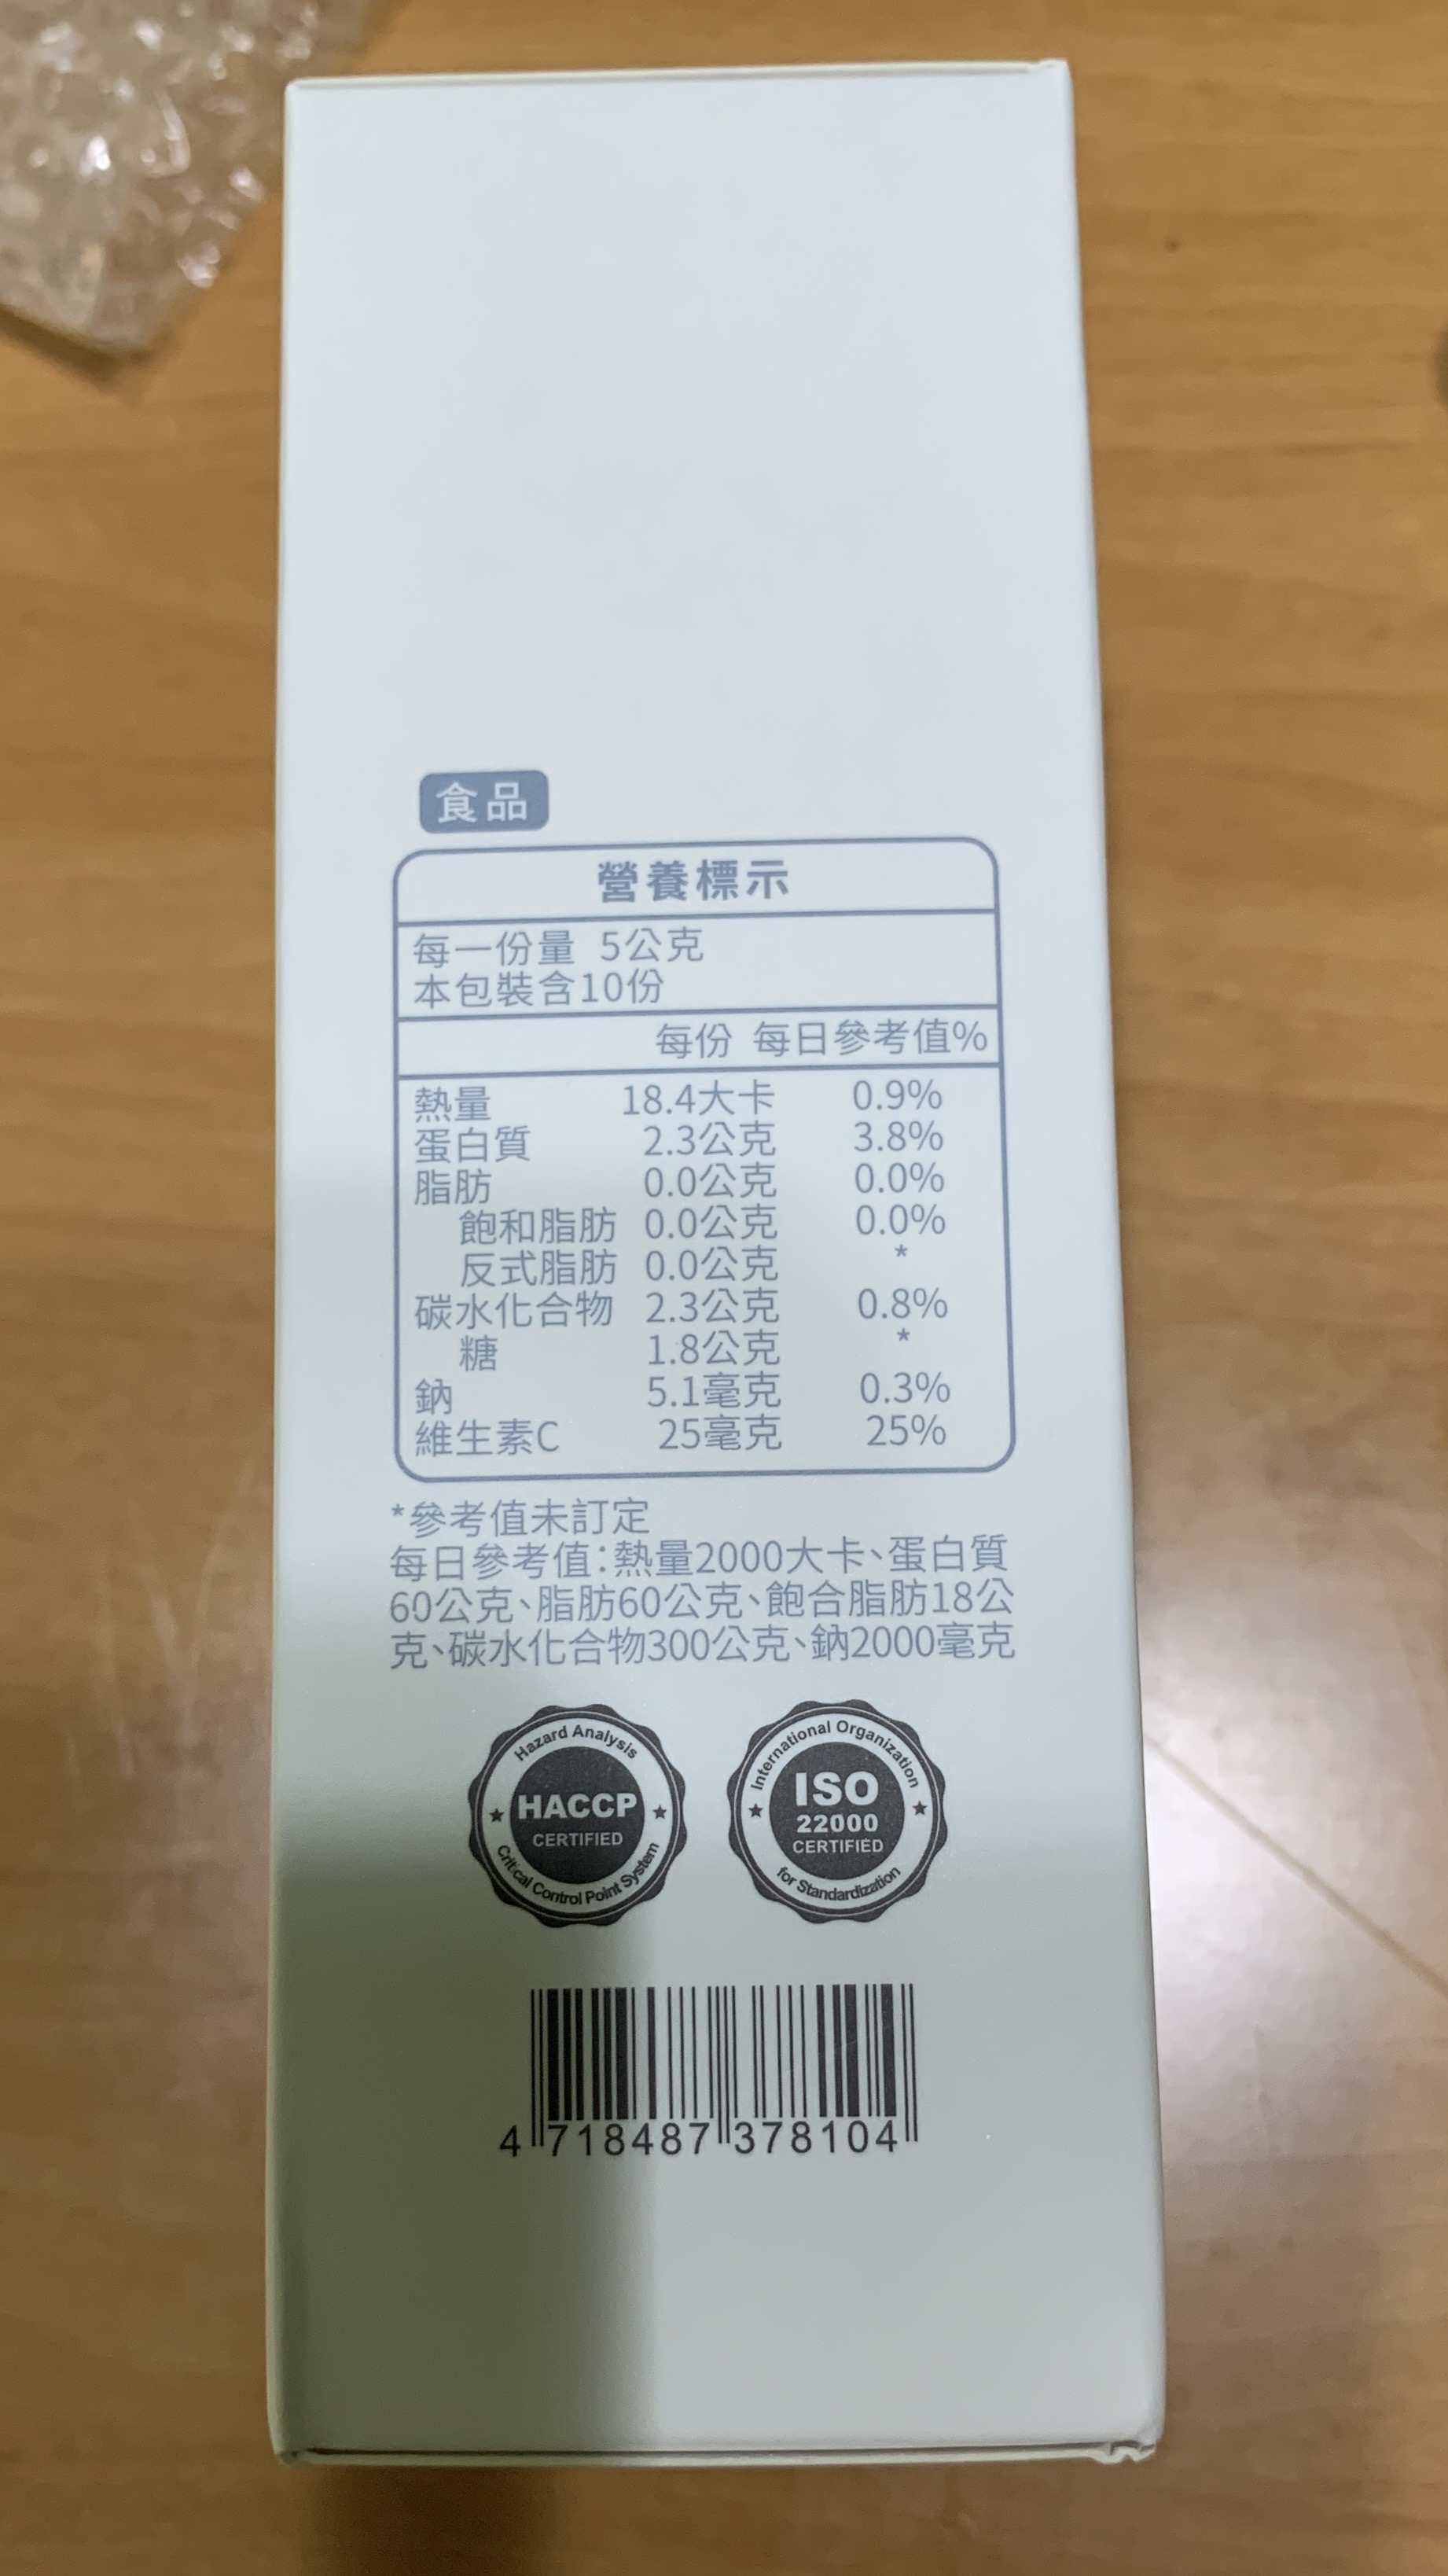 食品
營養標示
每一份量 5公克
本包裝含10份
每份 每日參考值%
熱量 18.4大卡 0.9%
蛋白質 2.3公克 3.8%
脂肪 0.0公克 0.0%
飽和脂肪 0.0公克 0.0%
反式脂肪 0.0公克 *
碳水化合物 2.3公克 0.8%
糖 1.8公克 *
鈉 5.1毫克 0.3%
維生素C 25毫克 25%
*參考值未訂定
每日參考值:熱量2000大卡、蛋白質
60公克、脂肪60公克、飽合脂肪18公
克、碳水化合物300公克、鈉2000毫克
Hazard Analysis
HACCP
CERTIFIED
Critical Control Point System
International Organization
ISO
22000
CERTIFIED
for Standardization
4 718487 378104